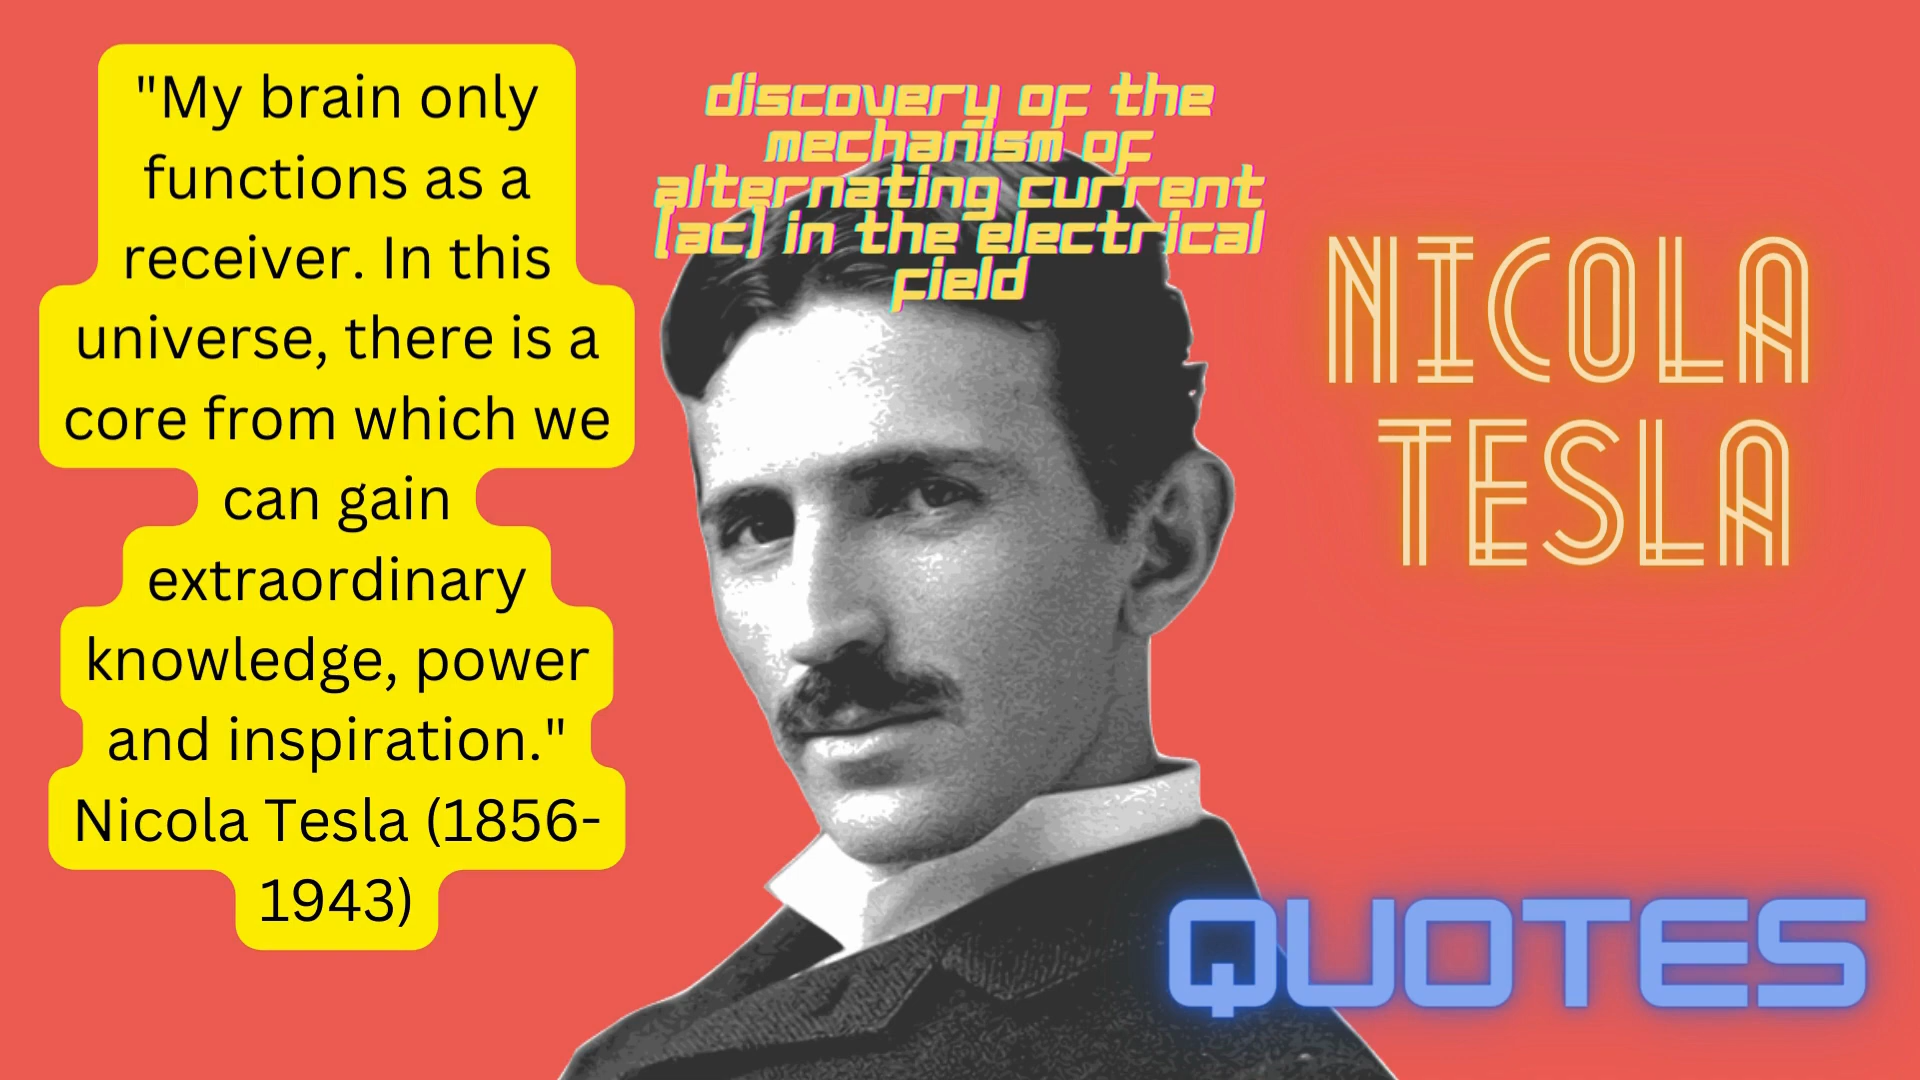 "My brain only
functions as a
receiver. In this
universe, there is a
core from which we
can gain
extraordinary
knowledge, power
and inspiration."
Nicola Tesla (1856-
1943)
discovery of the
mechanism of
alternating current
(ac) in the electrical
field
NICOLA
TESLA
QUOTES